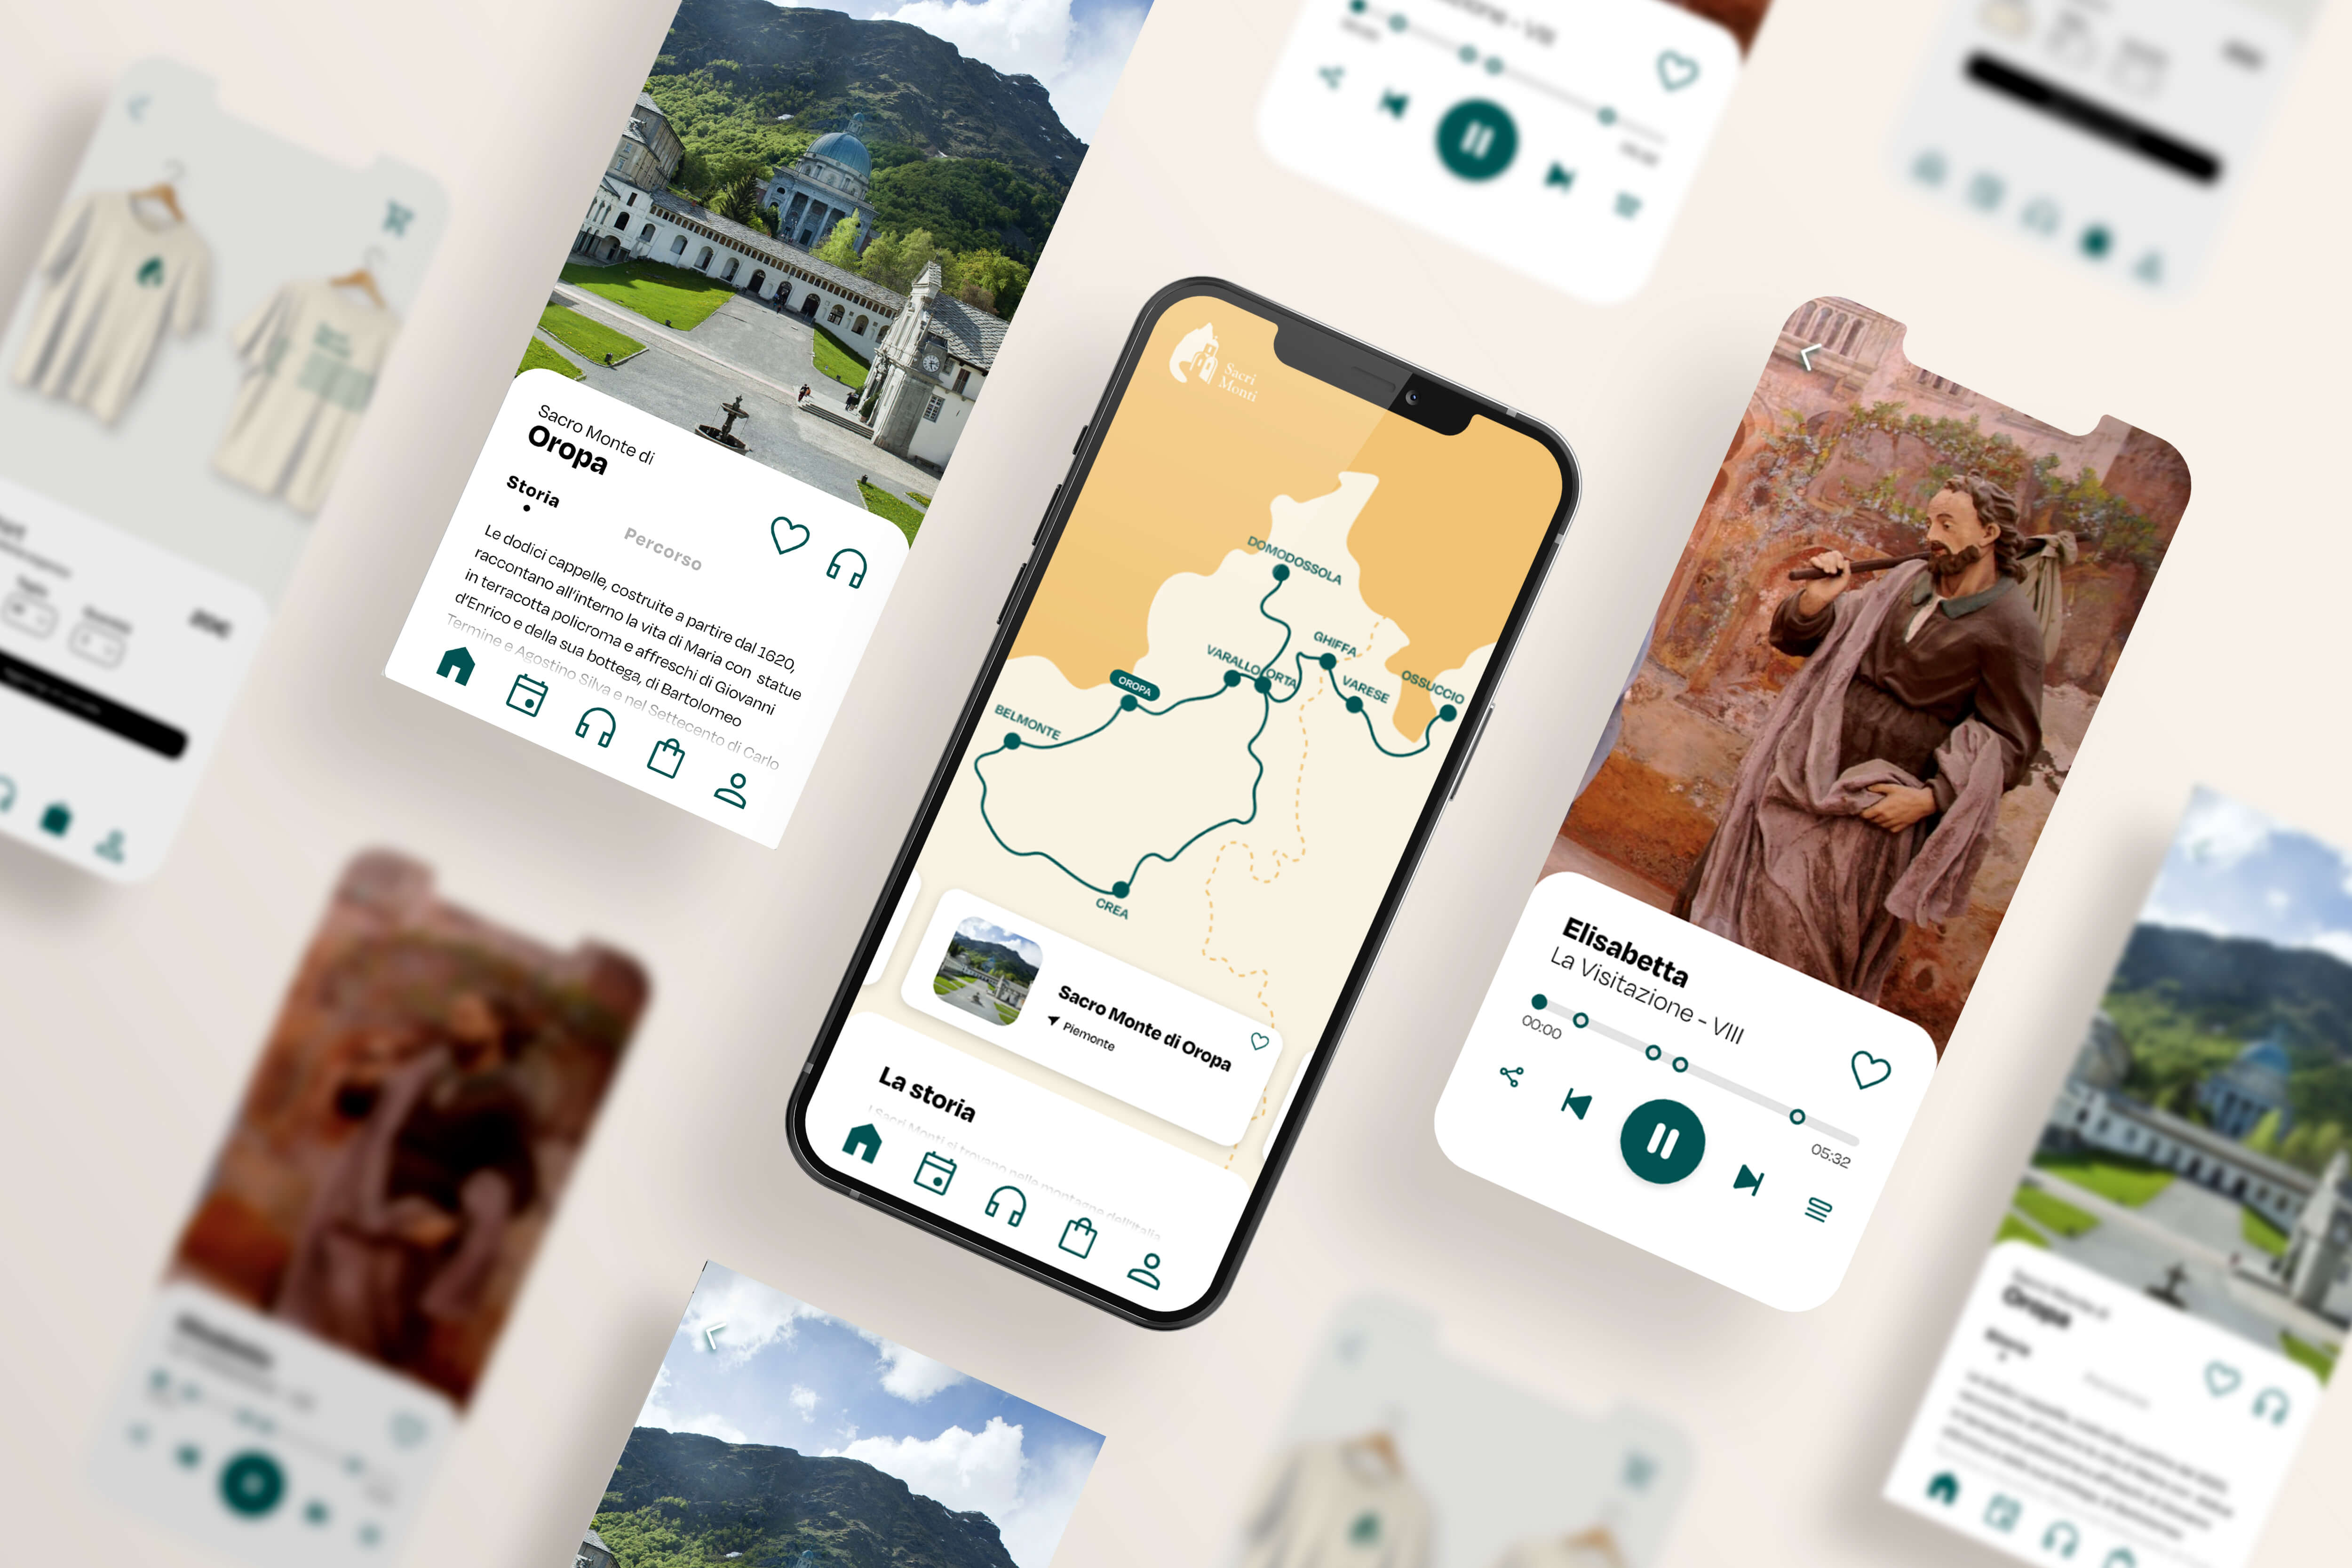 Sacro Monte di
Oropa
Storia
Percorso
Le dodici cappelle, costruite a partire dal 1620,
raccontano all'interno la vita di Maria con statue
in terracotta policroma e affreschi di Giovanni
d'Enrico e della sua bottega, di Bartolomeo
Termine e Agostino Silva e nel Settecento di Carlo
Sacri
Monti
DOMODOSSOLA
GHIFFA
VARALLO
ORTA
OSSUCCIO
VARESE
OROPA
BELMONTE
CREA
Sacro Monte di Oropa
Piemonte
La storia
I Sacri Monti si trovano nelle montagne dell'Italia
Elisabetta
La Visitazione - VIII
00:00
05:32
Oropa